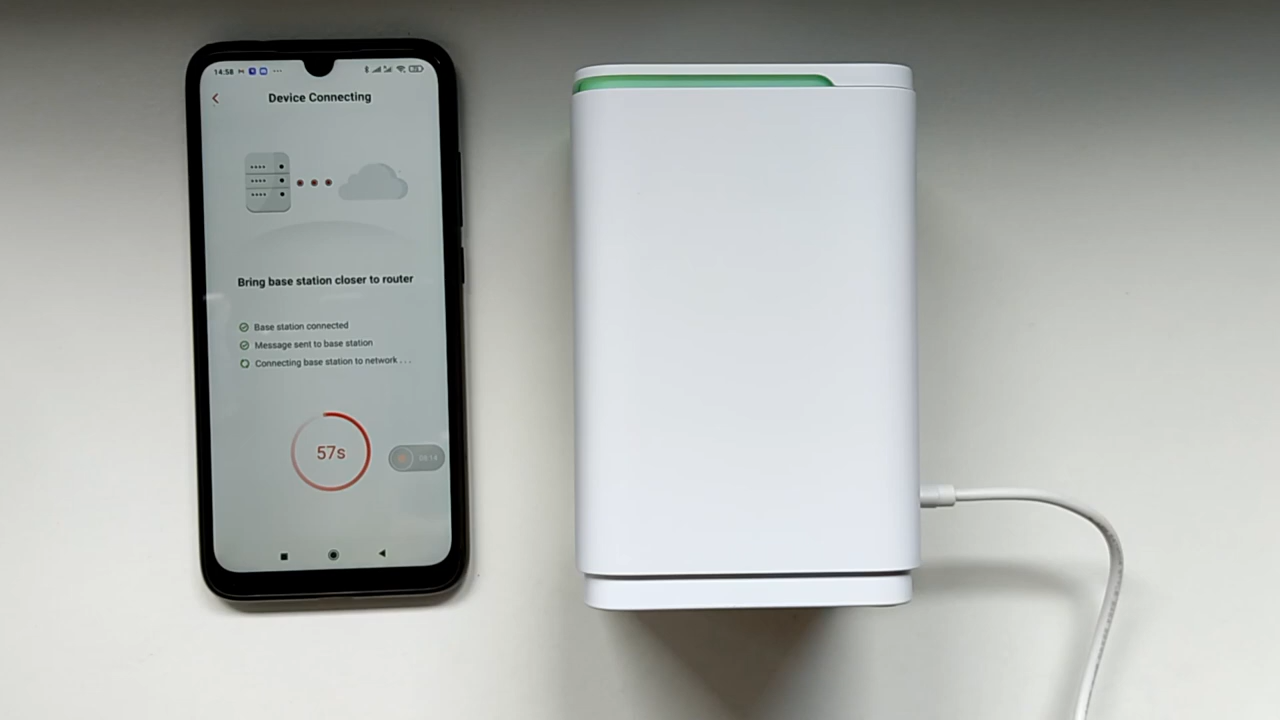 14:58
Device Connecting
Bring base station closer to router
Base station connected
Message sent to base station
Connecting base station to network . . .
57s